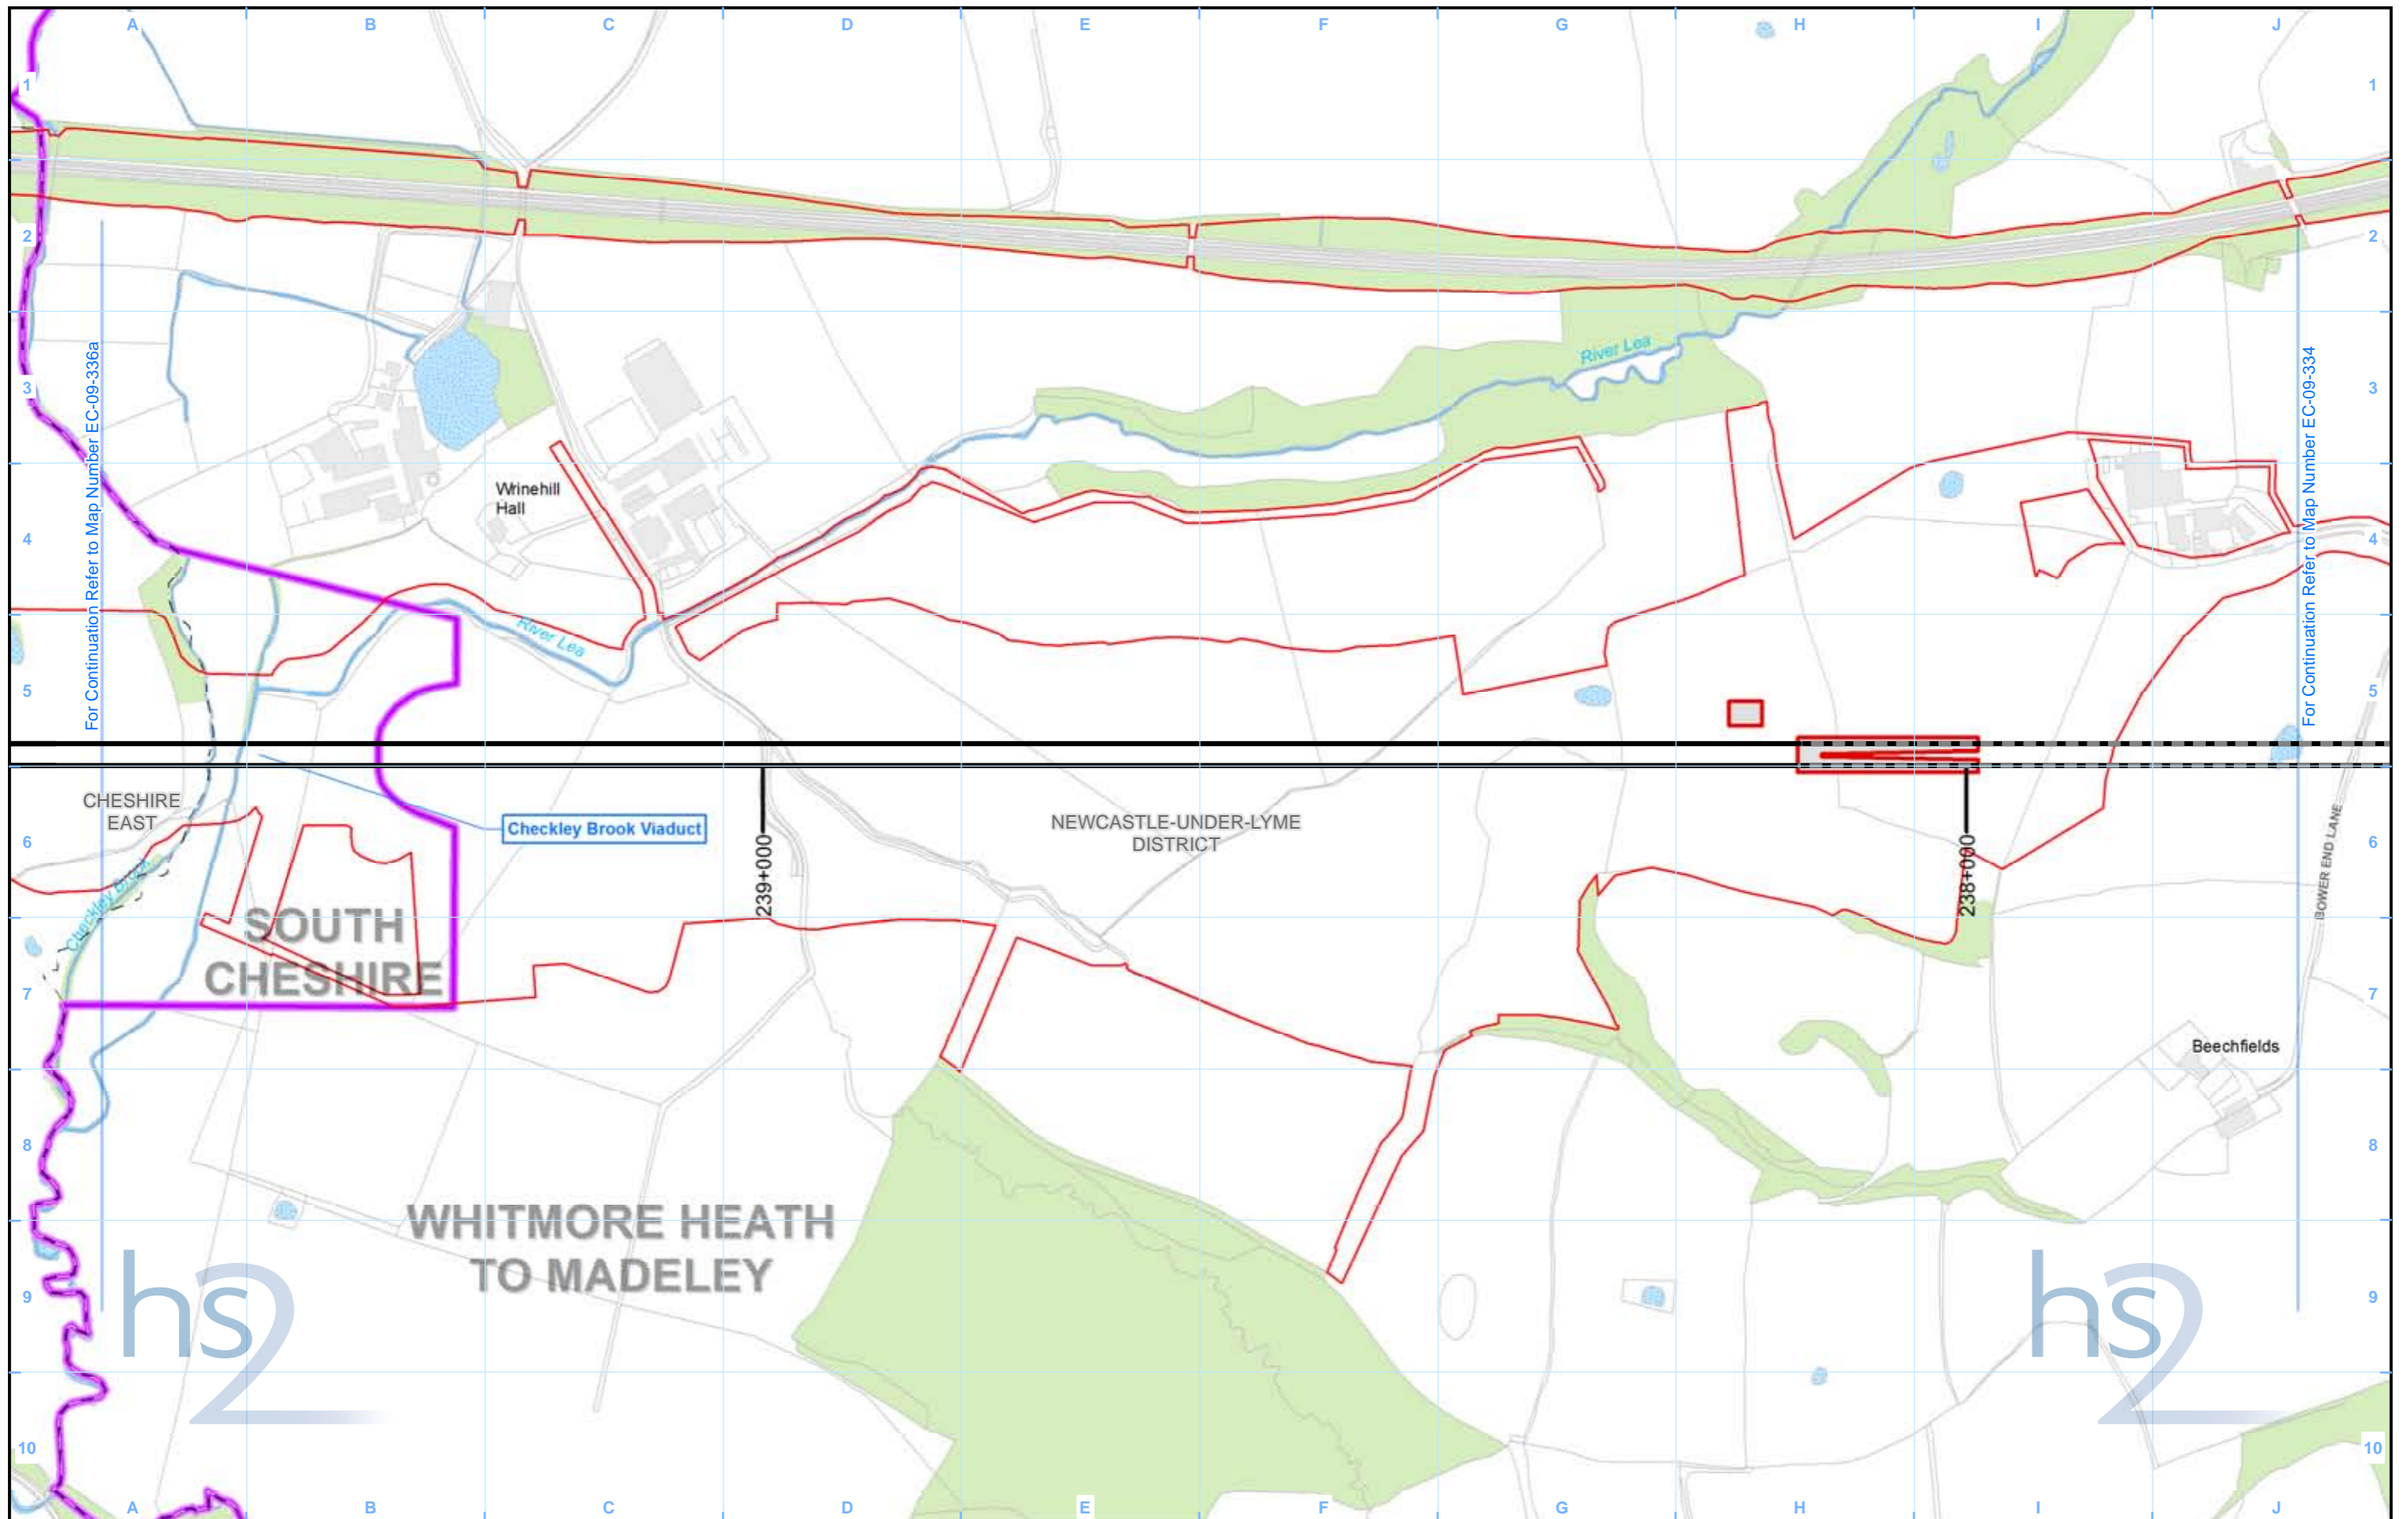 A B C D E F G H I J
1 1
2 2
River Lea
For Continuation Refer to Map Number EC-09-336a
For Continuation Refer to Map Number EC-09-334
3 3
Wrinehill
Hall
4 4
River Lea
5 5
CHESHIRE
EAST
Checkley Brook Viaduct
NEWCASTLE-UNDER-LYME
DISTRICT
239+000
238+000
BOWER END LANE
6 6
Checkley Brook
SOUTH
CHESHIRE
7 7
Beechfields
8 8
WHITMORE HEATH
TO MADELEY
hs2
hs2
9 9
10 10
A B C D E F G H I J